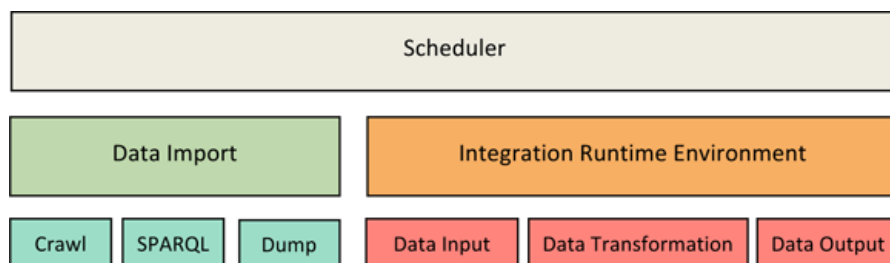 Scheduler
Data Import
Integration Runtime Environment
Crawl
SPARQL
Dump
Data Input
Data Transformation
Data Output